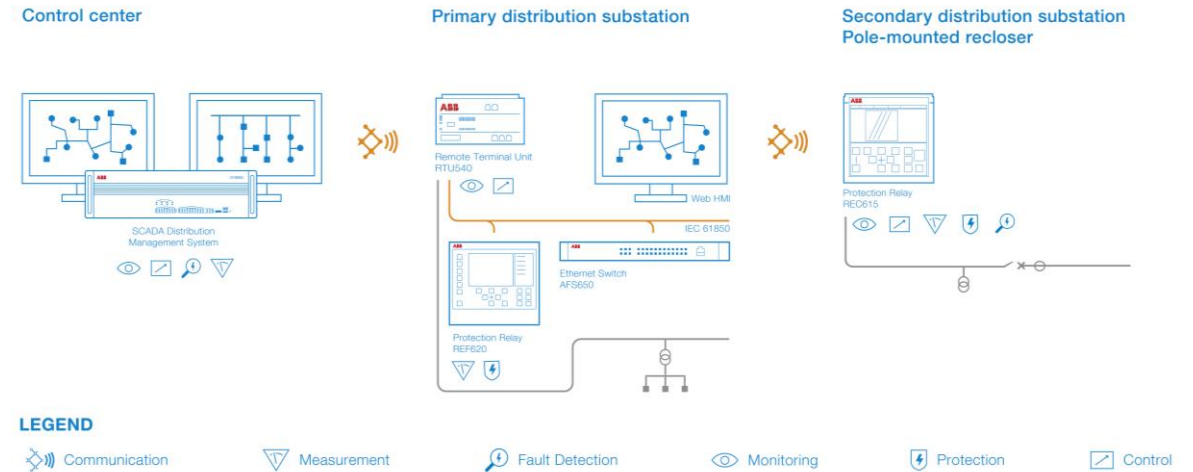 Control center
Primary distribution substation
Secondary distribution substation
Pole-mounted recloser
ABB
SCADA Distribution
Management System
ABB
Remote Terminal Unit
RTU540
Web HMI
IEC 61850
ABB
ABB
Ethernet Switch
AFS650
Protection Relay
REF620
ABB
Protection Relay
REC615
LEGEND
Communication
Measurement
Fault Detection
Monitoring
Protection
Control